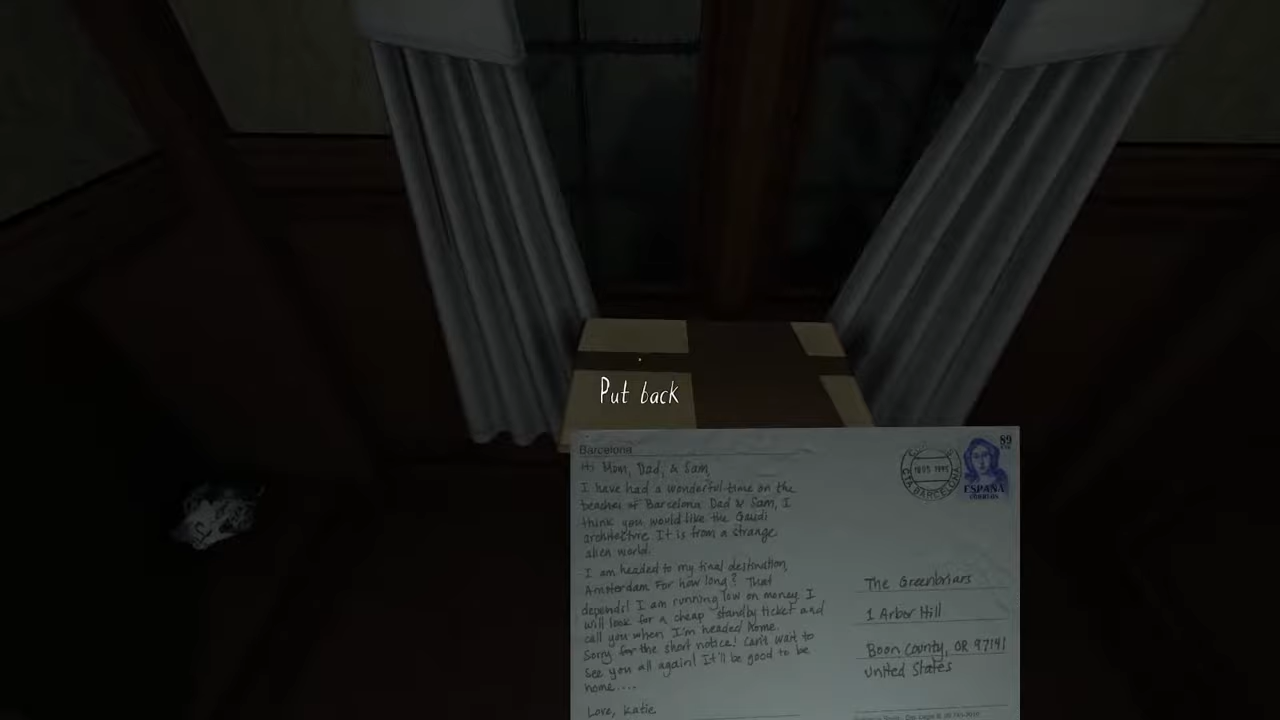 Put back
Barcelona
Hi Mom, Dad, & Sam,
I have had a wonderful time on the
beaches of Barcelona. Dad & Sam, I
think you would like the Gaudi
architecture. It is from a strange
alien world.
I am headed to my final destination,
Amsterdam. For how long? That
depends! I am running low on money. I
will look for a cheap standby ticket and
call you when I'm headed home.
Sorry for the short notice! Can't wait to
see you all again! It'll be good to be
home....
Love, Katie
89
CTA BARCELONA
ESPAÑA
CORREOS
The Greenbriars
1 Arbor Hill
Boon County, OR 97141
United States